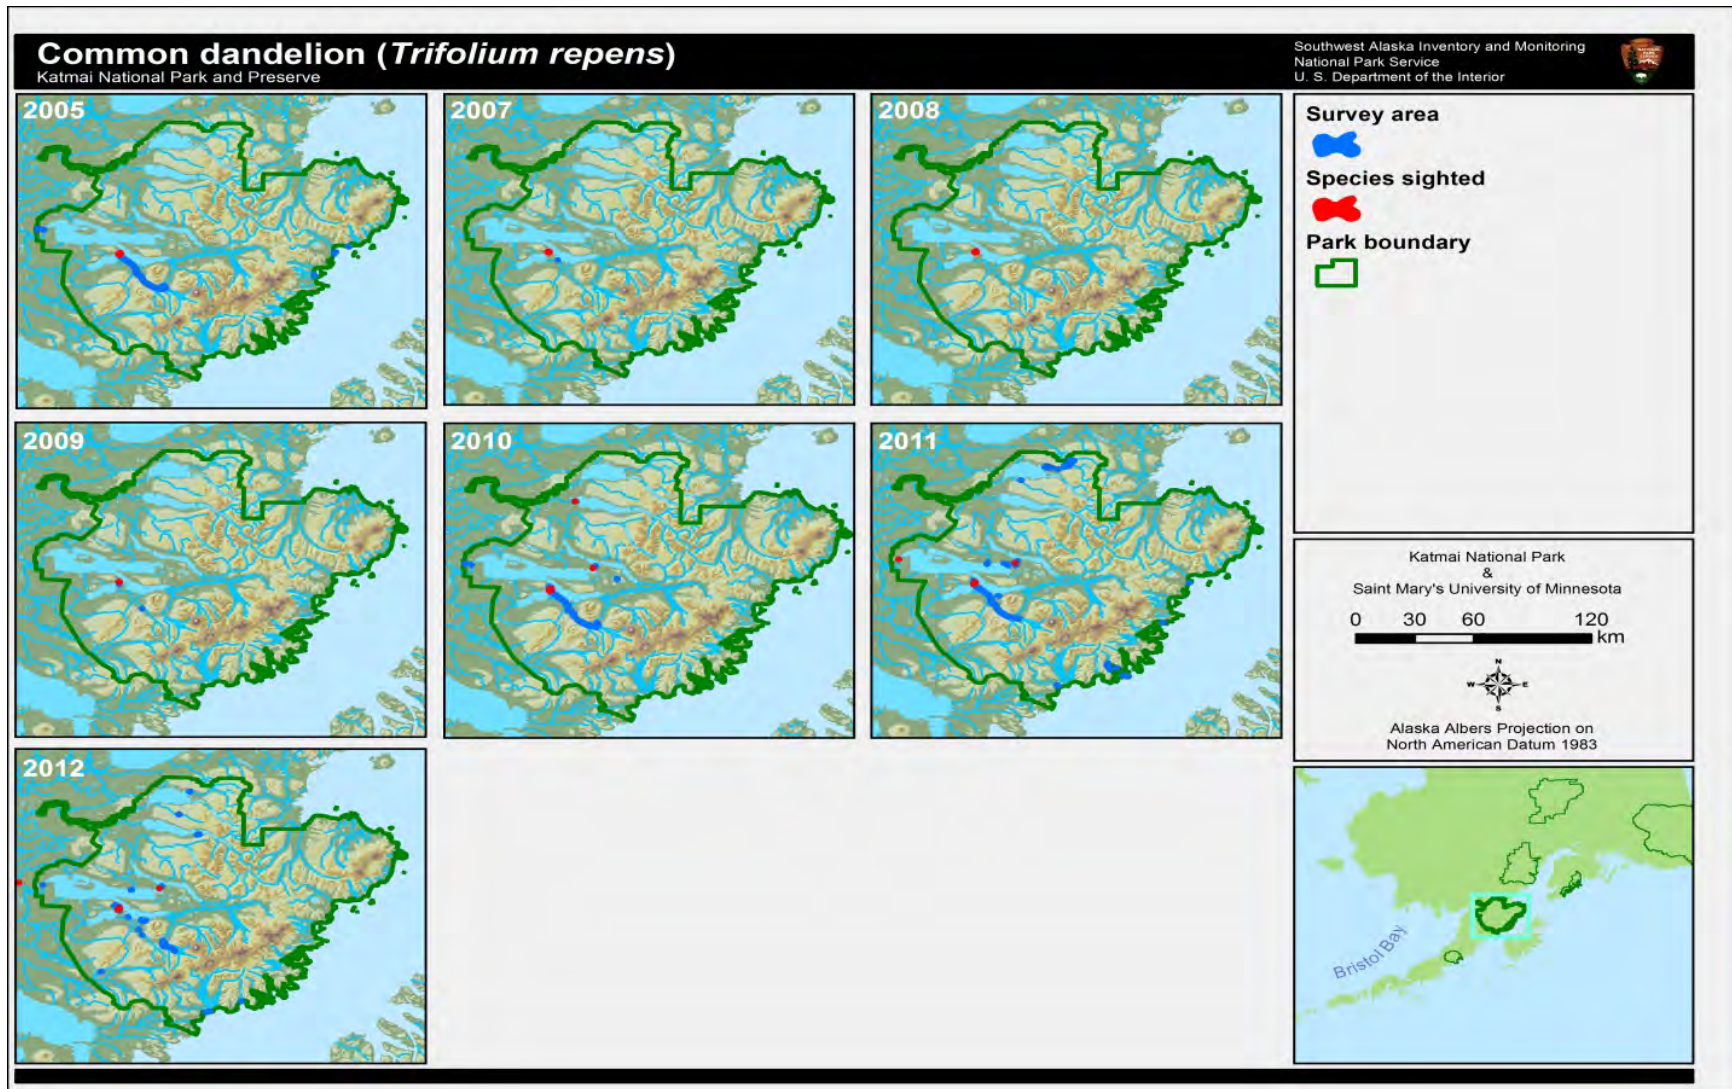 Common dandelion (Trifolium repens)
Katmai National Park and Preserve
Southwest Alaska Inventory and Monitoring
National Park Service
U. S. Department of the Interior
2005
2007
2008
Survey area
Species sighted
Park boundary
2009
2010
2011
Katmai National Park
&
Saint Mary's University of Minnesota
0 30 60 120
km
N
W E
S
Alaska Albers Projection on
North American Datum 1983
2012
Bristol Bay